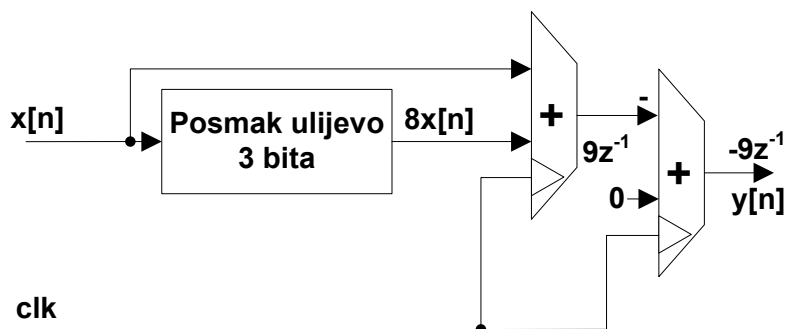 x[n]
Posmak ulijevo
3 bita
8x[n]
+
9z⁻¹
-
0
+
-9z⁻¹
y[n]
clk